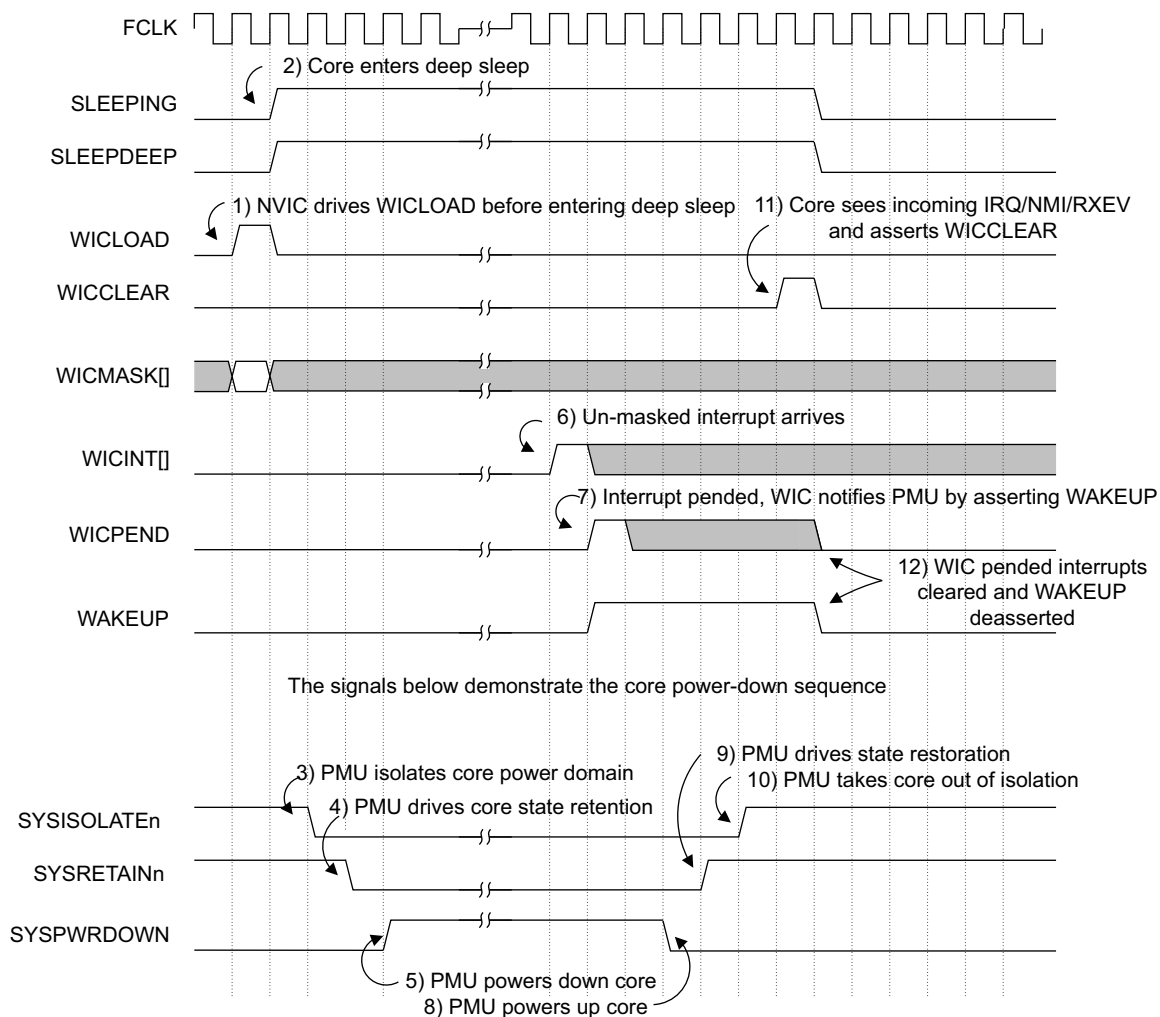 FCLK
2) Core enters deep sleep
SLEEPING
SLEEPDEEP
1) NVIC drives WICLOAD before entering deep sleep
11) Core sees incoming IRQ/NMI/RXEV
and asserts WICCLEAR
WICLOAD
WICCLEAR
WICMASK[]
6) Un-masked interrupt arrives
WICINT[]
7) Interrupt pended, WIC notifies PMU by asserting WAKEUP
WICPEND
12) WIC pended interrupts
cleared and WAKEUP
deasserted
WAKEUP
The signals below demonstrate the core power-down sequence
9) PMU drives state restoration
3) PMU isolates core power domain
10) PMU takes core out of isolation
4) PMU drives core state retention
SYSISOLATEn
SYSRETAINn
SYSPWRDOWN
5) PMU powers down core
8) PMU powers up core